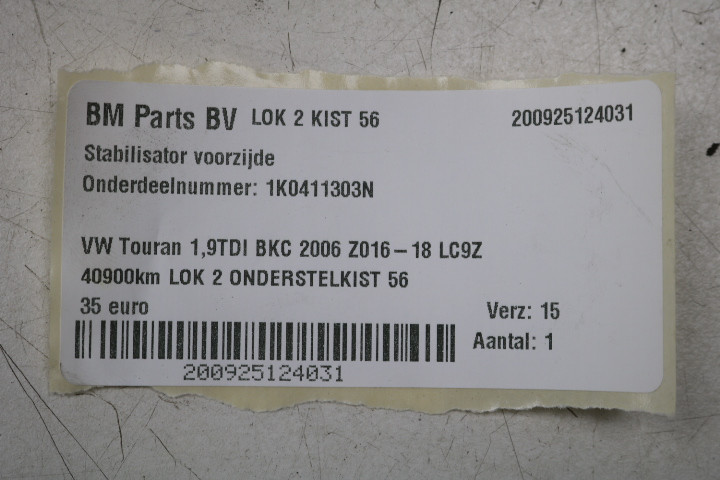 BM Parts BV LOK 2 KIST 56 200925124031
Stabilisator voorzijde
Onderdeelnummer: 1K0411303N
VW Touran 1,9TDI BKC 2006 Z016-18 LC9Z
40900km LOK 2 ONDERSTELKIST 56
35 euro Verz: 15
Aantal: 1
200925124031